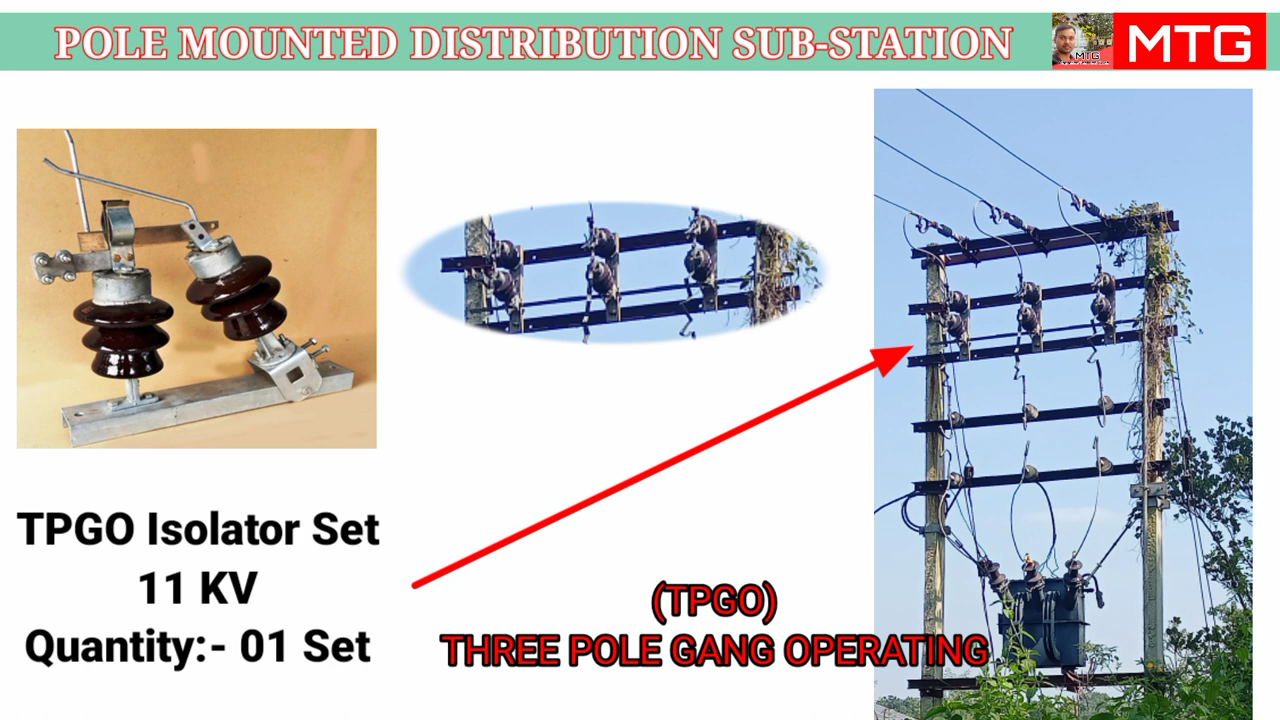 POLE MOUNTED DISTRIBUTION SUB-STATION
MTG
MTG
TPGO Isolator Set
11 KV
Quantity:- 01 Set
(TPGO)
THREE POLE GANG OPERATING